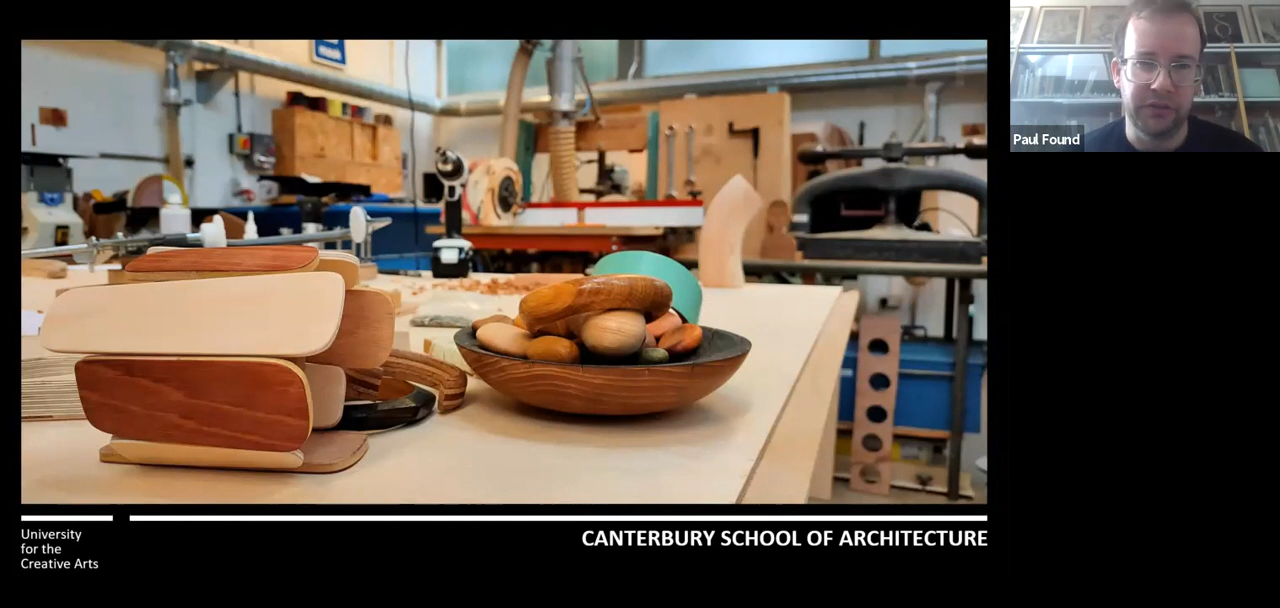 Paul Found
University
for the
Creative Arts
CANTERBURY SCHOOL OF ARCHITECTURE